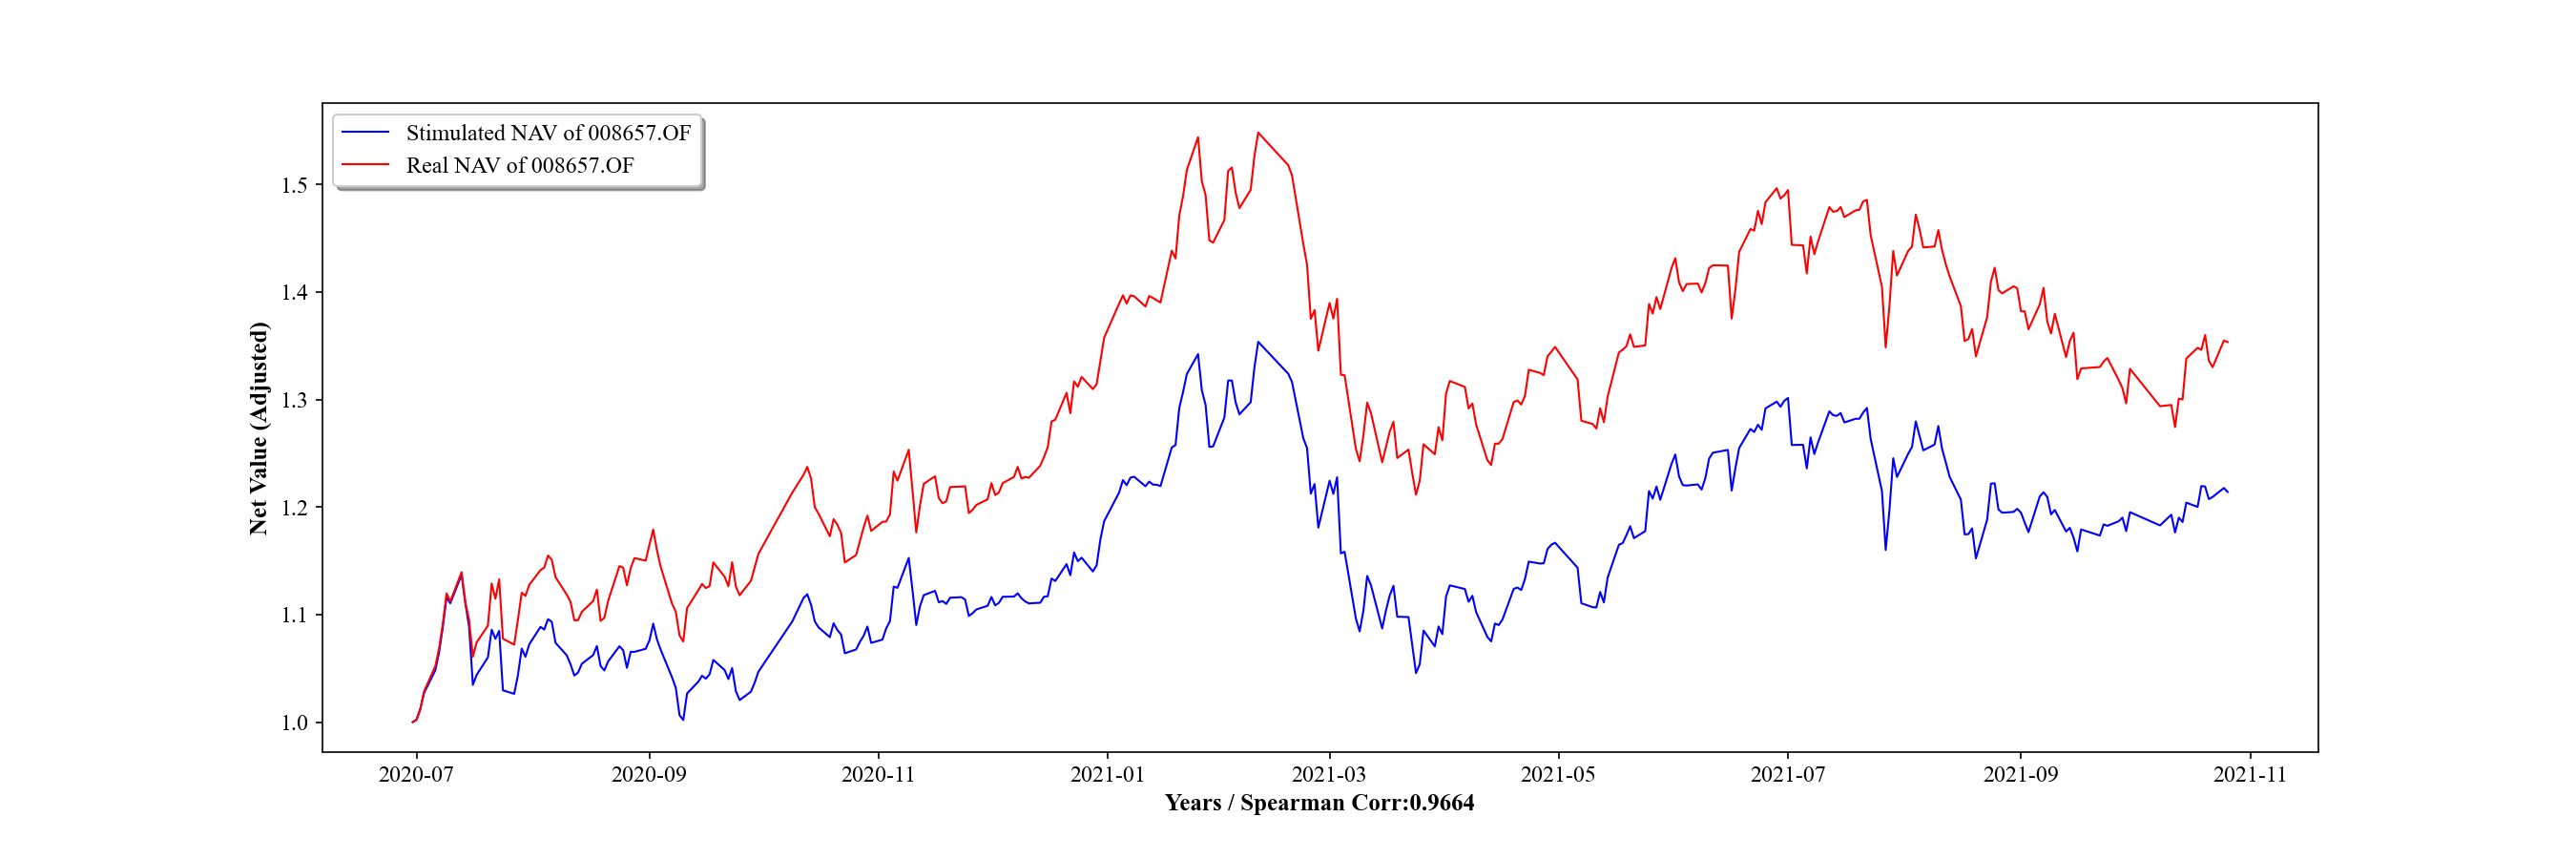 Stimulated NAV of 008657.OF
Real NAV of 008657.OF
1.5
1.4
1.3
1.2
1.1
1.0
Net Value (Adjusted)
2020-07 2020-09 2020-11 2021-01 2021-03 2021-05 2021-07 2021-09 2021-11
Years / Spearman Corr:0.9664